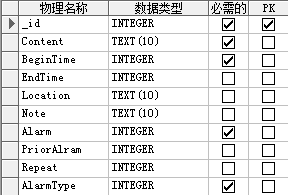 物理名称 数据类型 必需的 PK
_id INTEGER
Content TEXT(10)
BeginTime INTEGER
EndTime INTEGER
Location TEXT(10)
Note TEXT(10)
Alarm INTEGER
PriorAlram INTEGER
Repeat INTEGER
AlarmType INTEGER